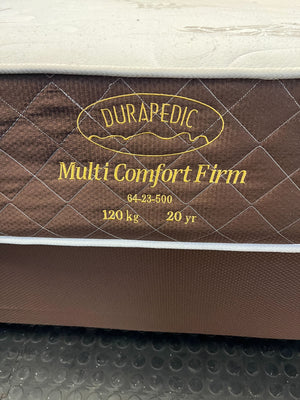 DURAPEDIC
Multi Comfort Firm
64-23-500
120 kg 20 yr